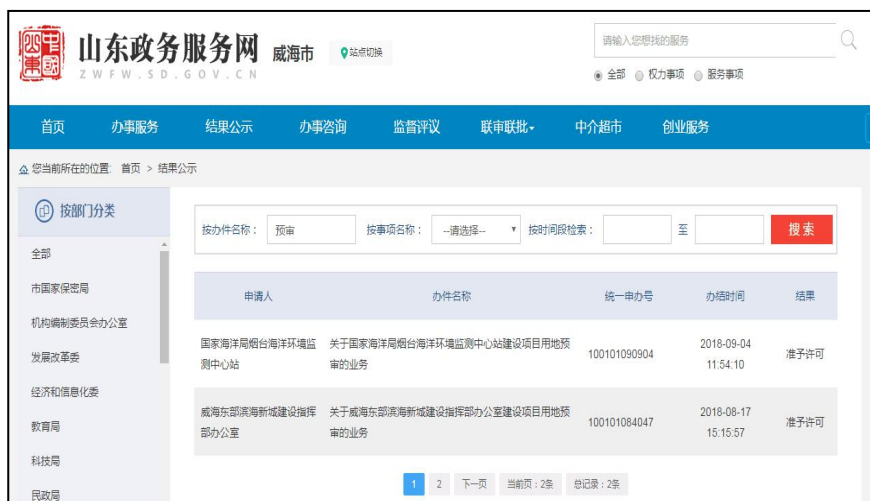 山东政务服务网 威海市 站点切换
ZWFW.SD.GOV.CN
请输入您想找的服务
全部 权力事项 服务事项
首页 办事服务 结果公示 办事咨询 监督评议 联审联批 中介超市 创业服务
您当前所在的位置: 首页 > 结果公示
按部门分类
全部
市国家保密局
机构编制委员会办公室
发展改革委
经济和信息化委
教育局
科技局
民政局
按办件名称: 预审 按事项名称: --请选择-- 按时间段检索: 至 搜索
申请人 办件名称 统一申办号 办结时间 结果
国家海洋局烟台海洋环境监
测中心站
关于国家海洋局烟台海洋环境监测中心站建设项目用地预
审的业务
100101090904
2018-09-04
11:54:10
准予许可
威海东部滨海新城建设指挥
部办公室
关于威海东部滨海新城建设指挥部办公室建设项目用地预
审的业务
100101084047
2018-08-17
15:15:57
准予许可
1 2 下一页 当前页:2条 总记录:2条